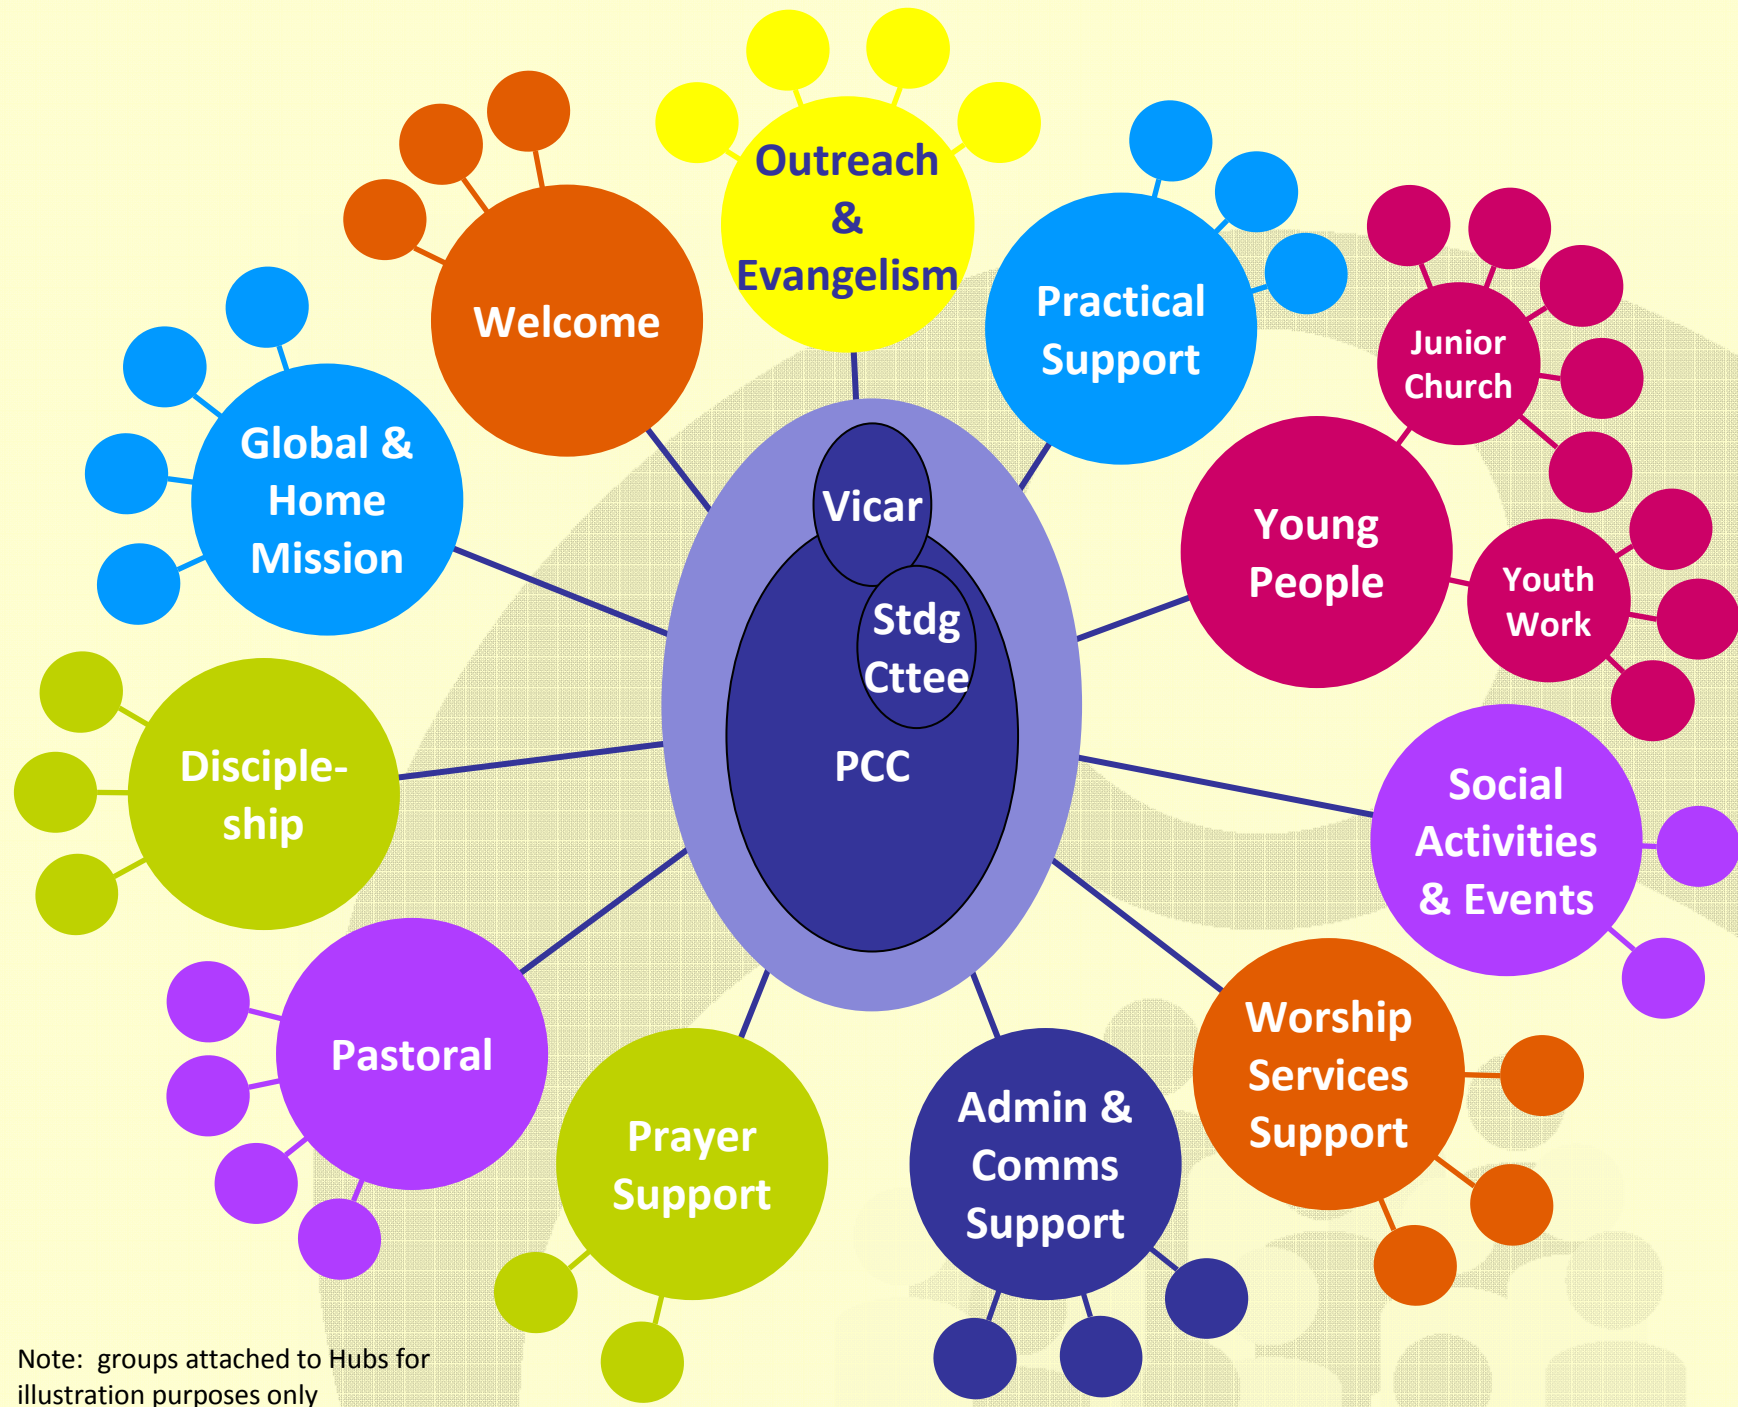 Outreach
&
Evangelism
Welcome
Practical
Support
Junior
Church
Global &
Home
Mission
Vicar
Young
People
Youth
Work
Stdg
Cttee
PCC
Disciple-
ship
Social
Activities
& Events
Pastoral
Worship
Services
Support
Prayer
Support
Admin &
Comms
Support
Note:  groups attached to Hubs for
illustration purposes only